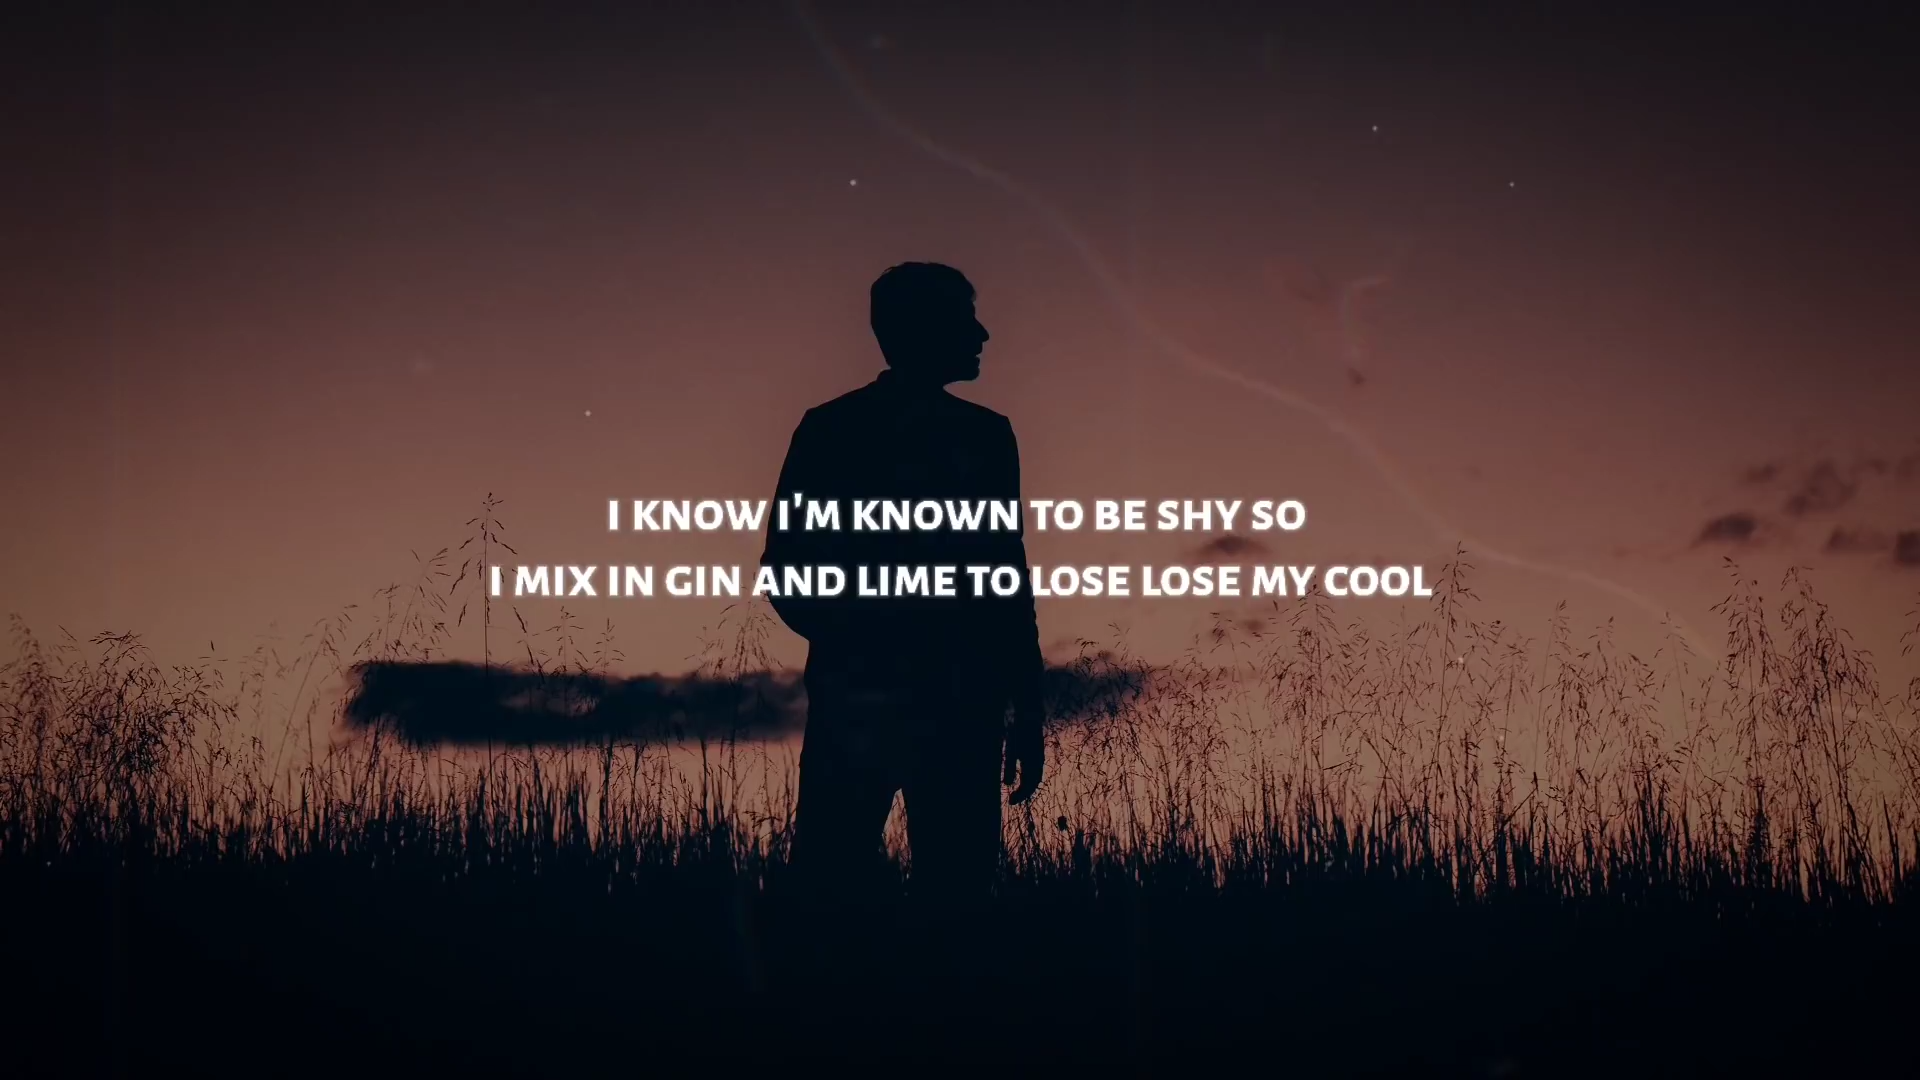 I KNOW I'M KNOWN TO BE SHY SO
I MIX IN GIN AND LIME TO LOSE LOSE MY COOL